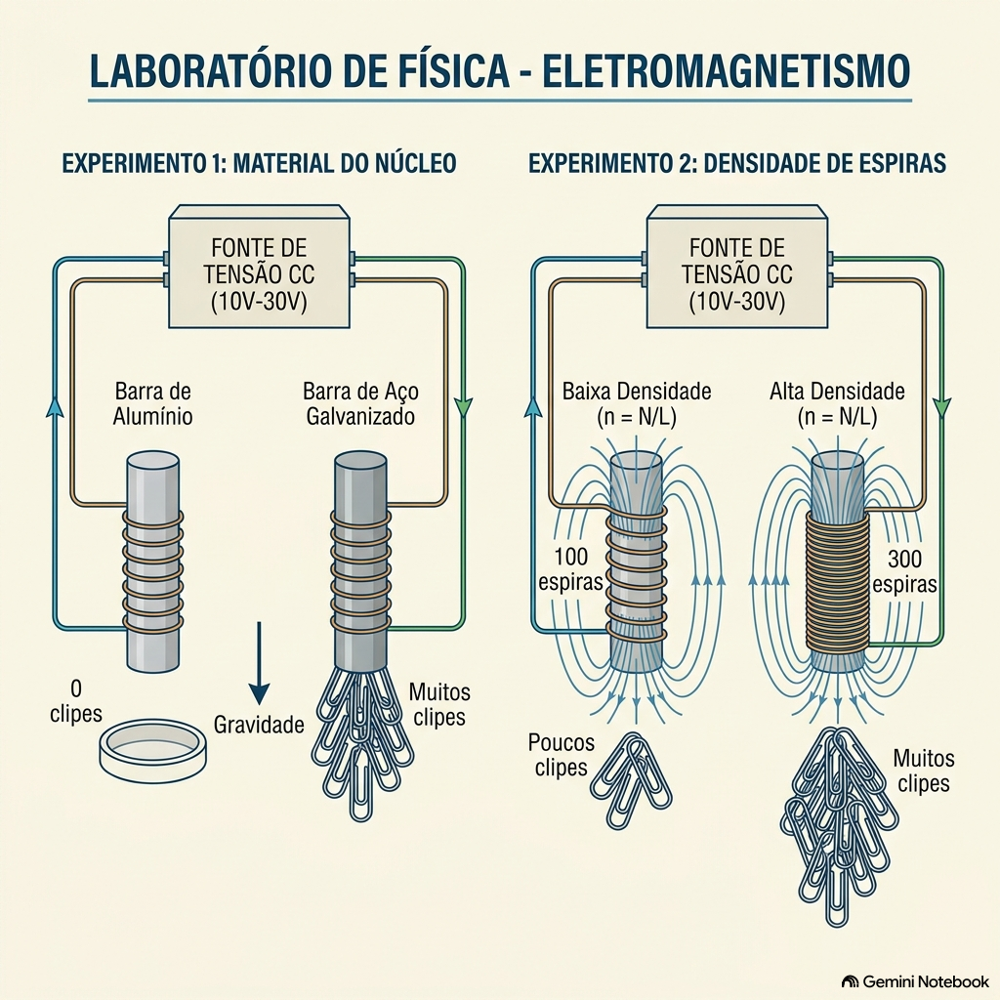 LABORATÓRIO DE FÍSICA - ELETROMAGNETISMO
EXPERIMENTO 1: MATERIAL DO NÚCLEO
FONTE DE
TENSÃO CC
(10V-30V)
Barra de
Alumínio
Barra de Aço
Galvanizado
0
clipes
Gravidade
Muitos
clipes
EXPERIMENTO 2: DENSIDADE DE ESPIRAS
FONTE DE
TENSÃO CC
(10V-30V)
Baixa Densidade
(n = N/L)
Alta Densidade
(n = N/L)
100
espiras
300
espiras
Poucos
clipes
Muitos
clipes
Gemini Notebook